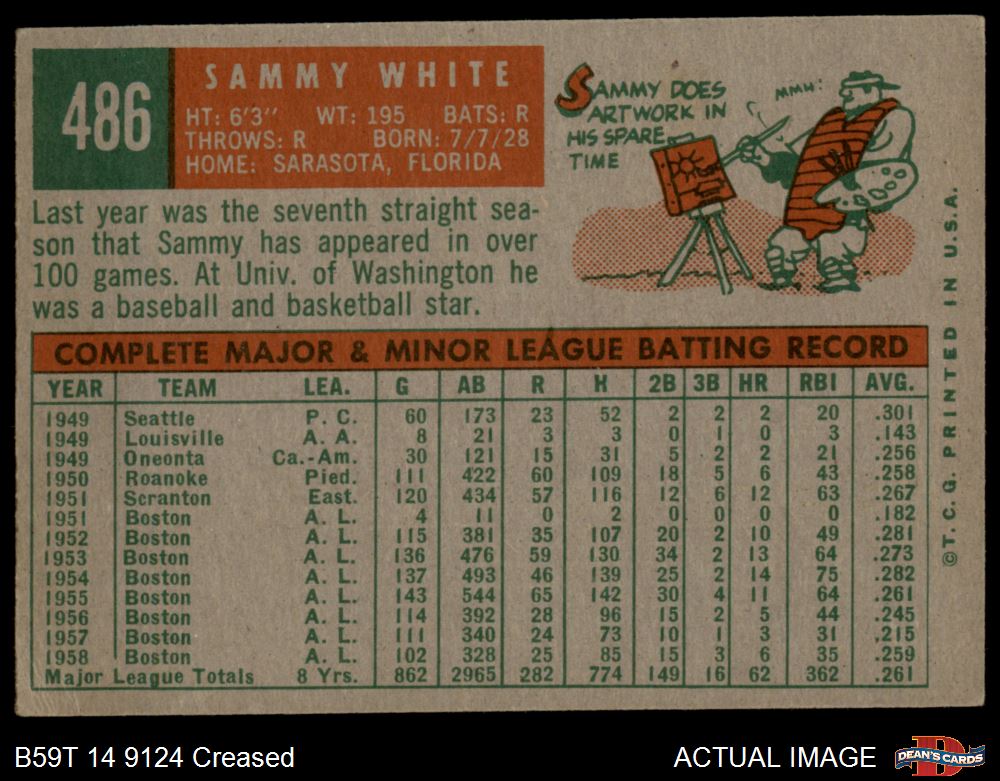 486
SAMMY WHITE
HT: 6'3" WT: 195 BATS: R
THROWS: R BORN: 7/7/28
HOME: SARASOTA, FLORIDA
SAMMY DOES
ARTWORK IN
HIS SPARE
TIME
MMM!
Last year was the seventh straight sea-
son that Sammy has appeared in over
100 games. At Univ. of Washington he
was a baseball and basketball star.
COMPLETE MAJOR & MINOR LEAGUE BATTING RECORD
YEAR TEAM LEA. G AB R H 2B 3B HR RBI AVG.
1949 Seattle P. C. 60 173 23 52 2 2 2 20 .301
1949 Louisville A. A. 8 21 3 3 0 1 0 3 .143
1949 Oneonta Ca.-Am. 30 121 15 31 5 2 2 21 .256
1950 Roanoke Pied. 111 422 60 109 18 5 6 43 .258
1951 Scranton East. 120 434 57 116 12 6 12 63 .267
1951 Boston A. L. 4 11 0 2 0 0 0 0 .182
1952 Boston A. L. 115 381 35 107 20 2 10 49 .281
1953 Boston A. L. 136 476 59 130 34 2 13 64 .273
1954 Boston A. L. 137 493 46 139 25 2 14 75 .282
1955 Boston A. L. 143 544 65 142 30 4 11 64 .261
1956 Boston A. L. 114 392 28 96 15 2 5 44 .245
1957 Boston A. L. 111 340 24 73 10 1 3 31 .215
1958 Boston A. L. 102 328 25 85 15 3 6 35 .259
Major League Totals 8 Yrs. 862 2965 282 774 149 16 62 362 .261
©T.C.G. PRINTED IN U.S.A.
B59T 14 9124 Creased
ACTUAL IMAGE
D
DEAN'S CARDS